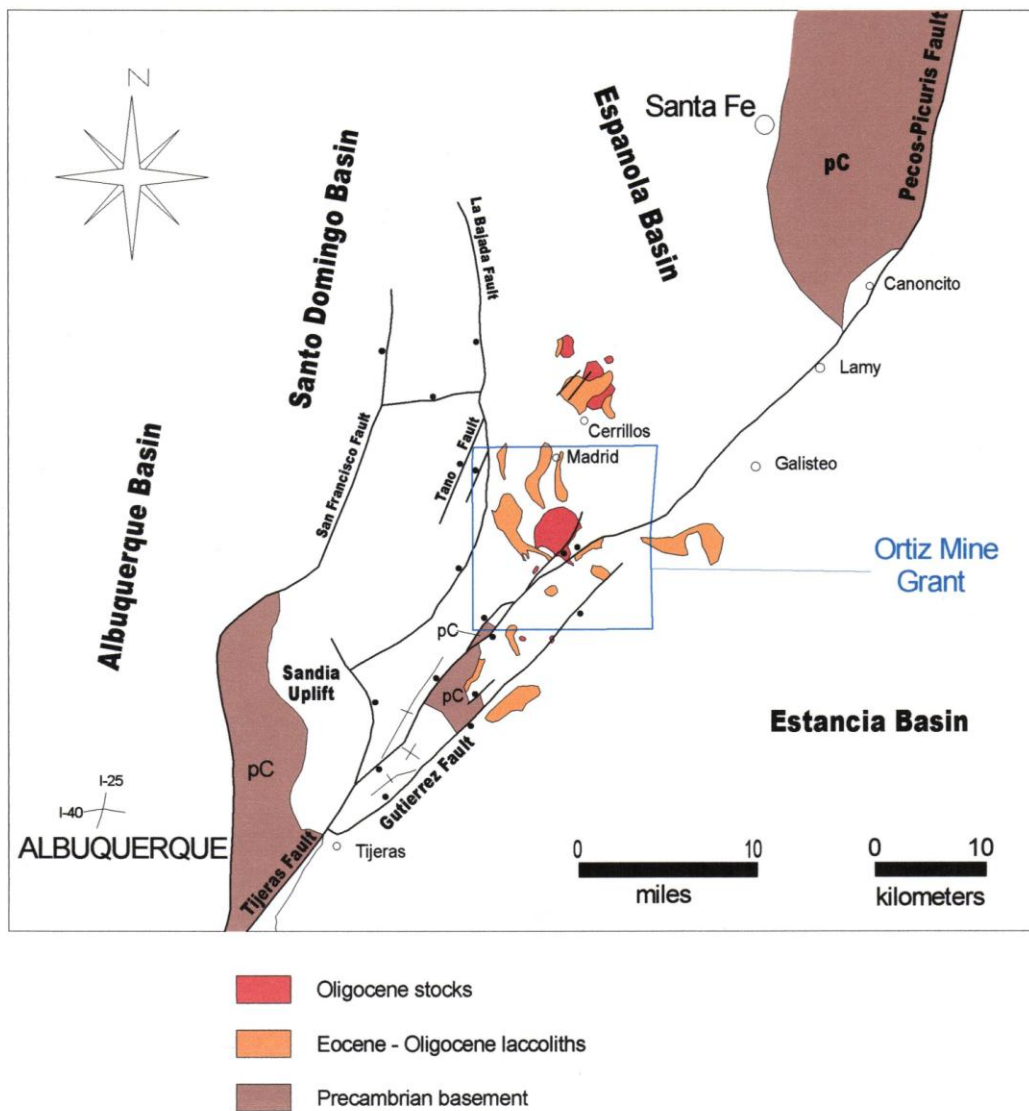 N
Santa Fe
Espanola Basin
Pecos-Picuris Fault
pC
Santo Domingo Basin
La Bajada Fault
Canoncito
Lamy
Cerrillos
Madrid
Galisteo
San Francisco Fault
Tano Fault
Albuquerque Basin
Ortiz Mine
Grant
pC
Sandia
Uplift
pC
Estancia Basin
pC
Gutierrez Fault
I-25
I-40
ALBUQUERQUE
Tijeras
Tijeras Fault
0 10
miles
0 10
kilometers
Oligocene stocks
Eocene - Oligocene laccoliths
Precambrian basement